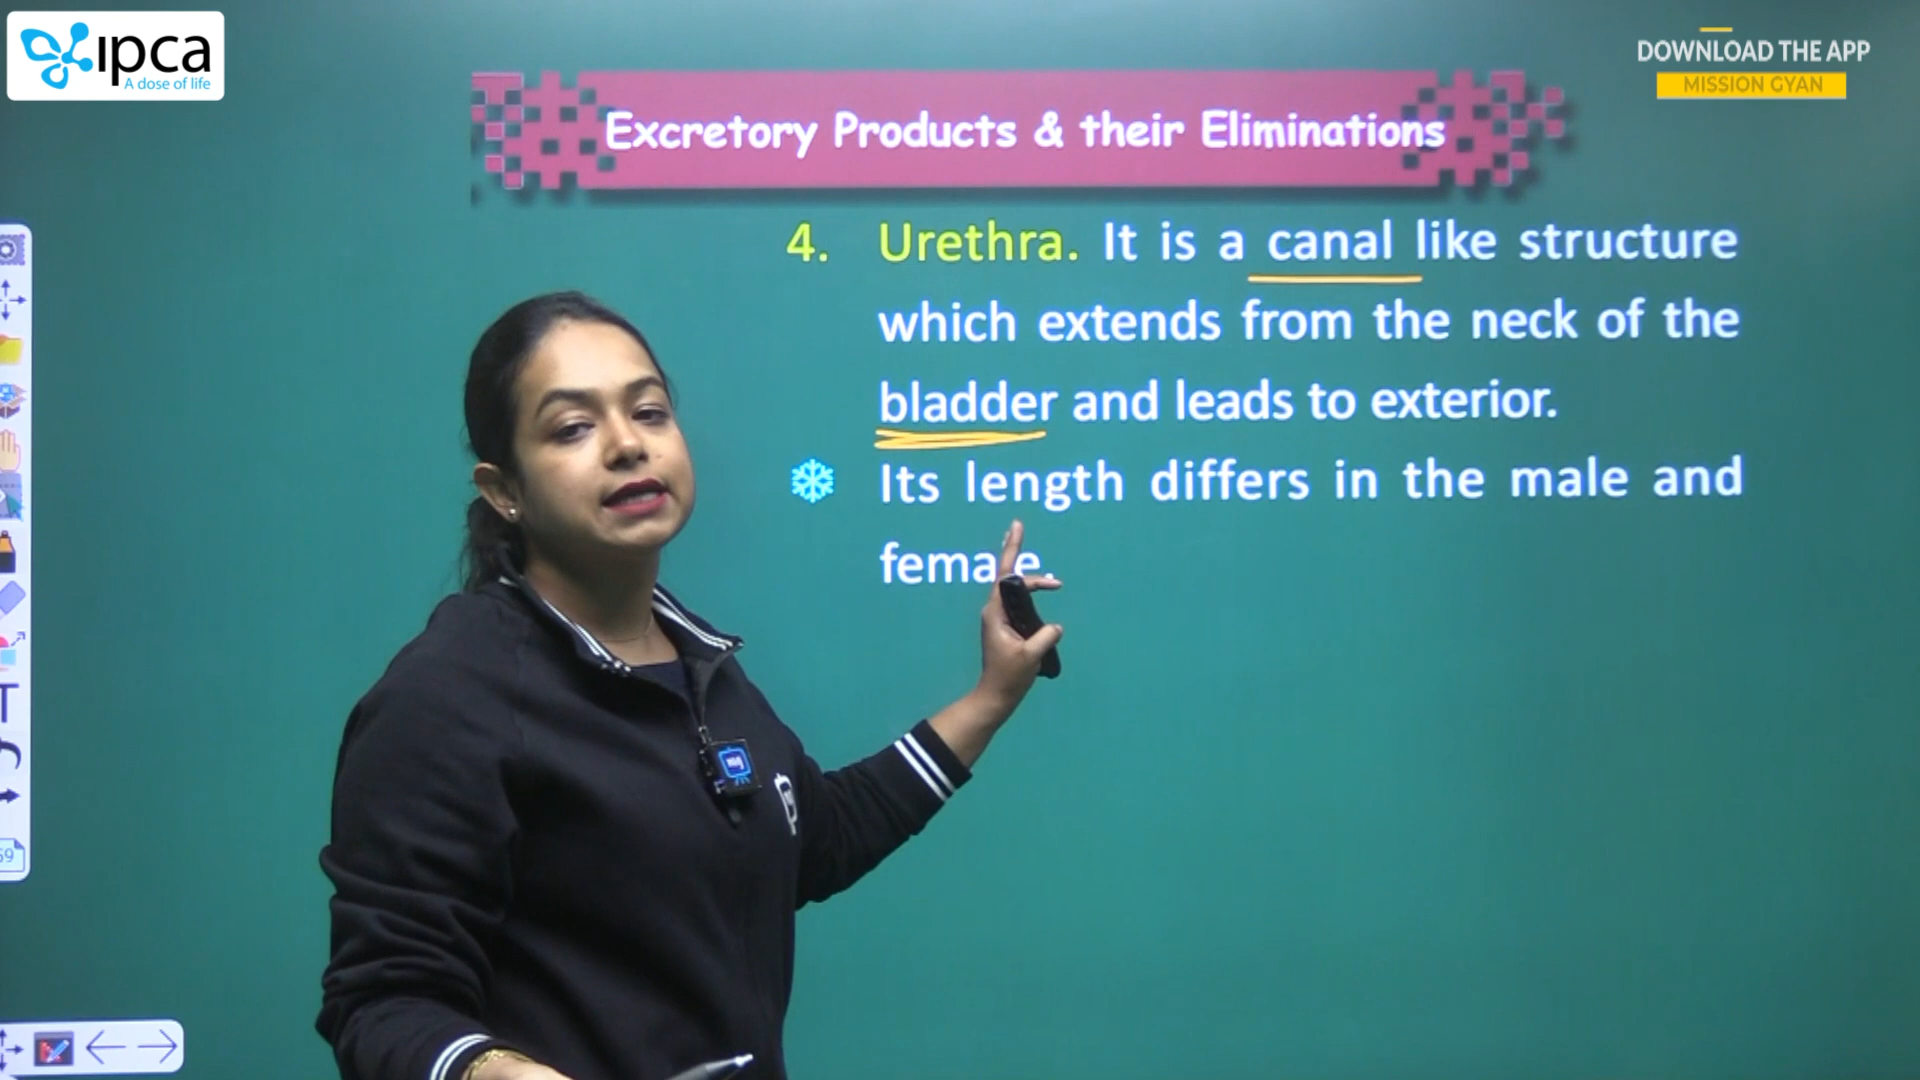 ipca
A dose of life
DOWNLOAD THE APP
MISSION GYAN
Excretory Products & their Eliminations
4. Urethra. It is a canal like structure
which extends from the neck of the
bladder and leads to exterior.
Its length differs in the male and
female.
T
59